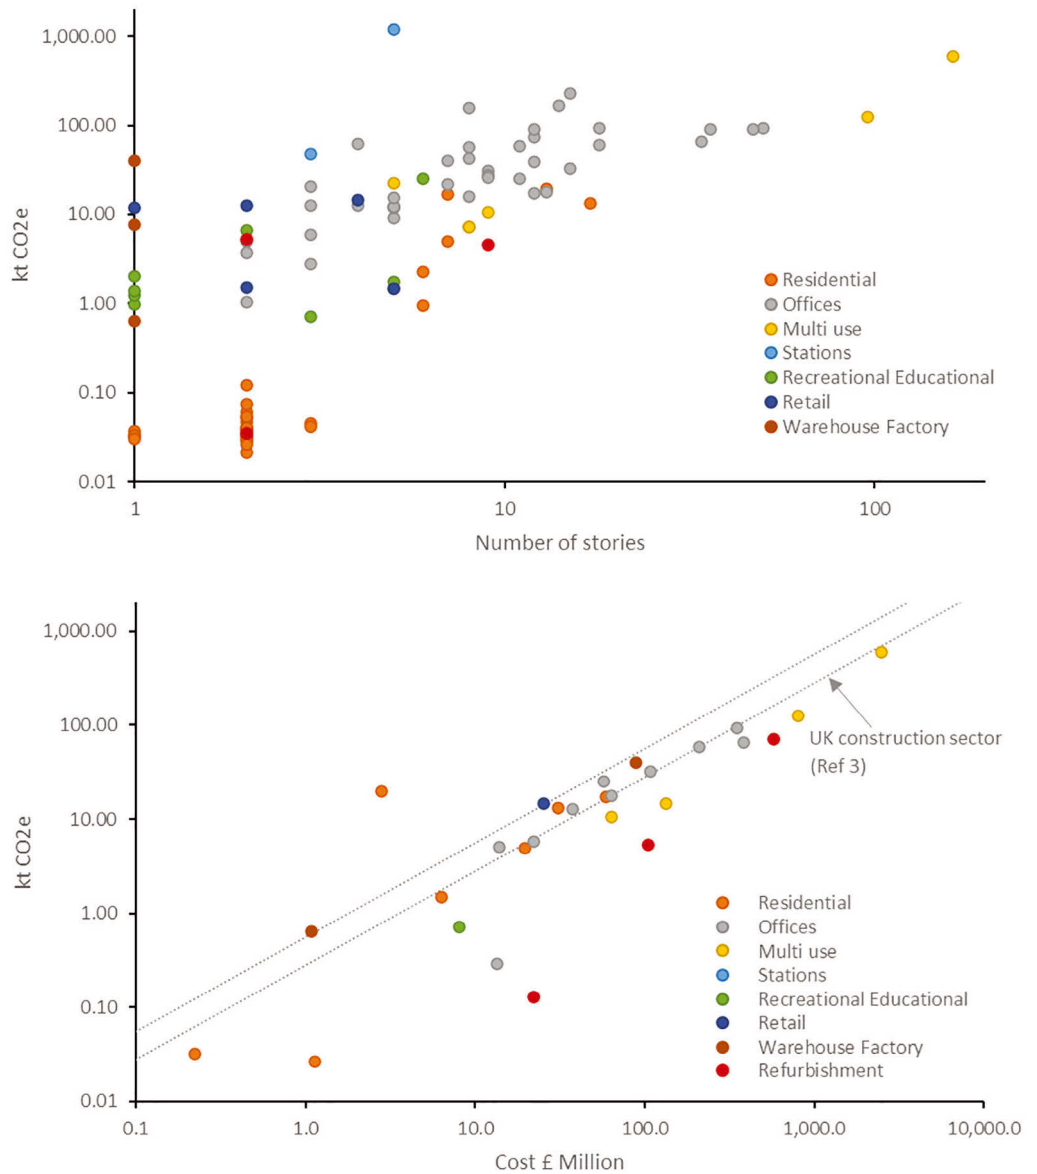 1,000.00
100.00
10.00
1.00
0.10
0.01
kt CO2e
1
10
100
Number of stories
Residential
Offices
Multi use
Stations
Recreational Educational
Retail
Warehouse Factory
1,000.00
100.00
10.00
1.00
0.10
0.01
kt CO2e
UK construction sector
(Ref 3)
Residential
Offices
Multi use
Stations
Recreational Educational
Retail
Warehouse Factory
Refurbishment
0.1
1.0
10.0
100.0
1,000.0
10,000.0
Cost £ Million